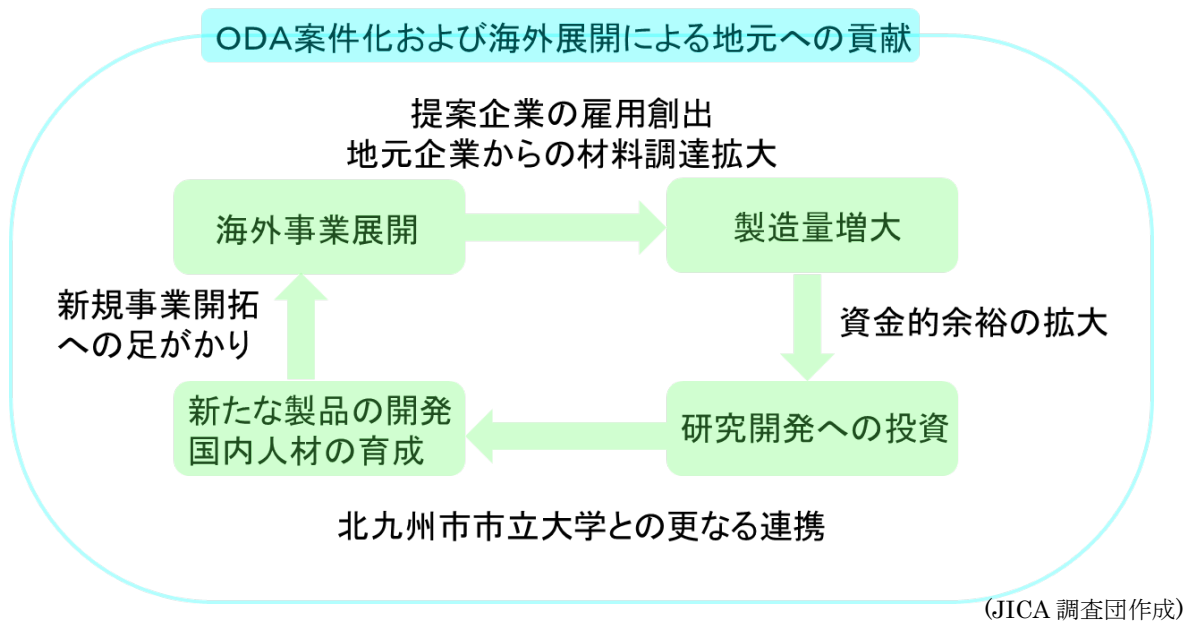 ODA案件化および海外展開による地元への貢献
提案企業の雇用創出
地元企業からの材料調達拡大
海外事業展開
製造量増大
新規事業開拓
への足がかり
資金的余裕の拡大
新たな製品の開発
国内人材の育成
研究開発への投資
北九州市市立大学との更なる連携
(JICA 調査団作成)